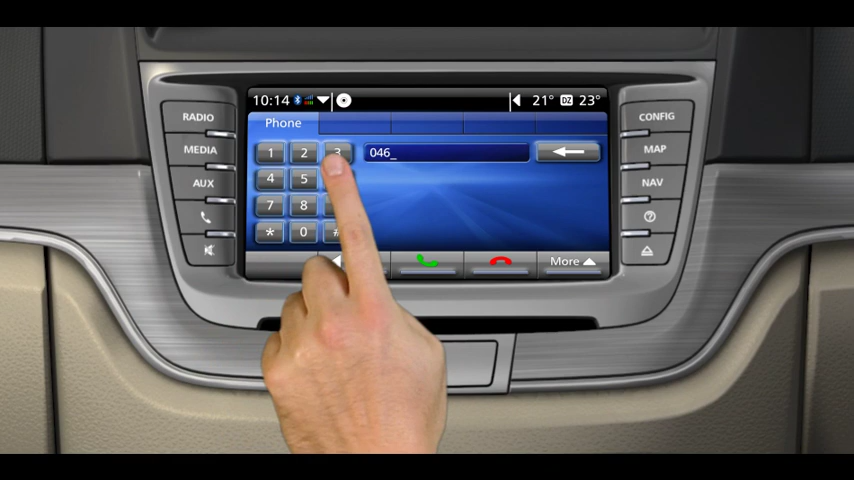 10:14 21° DZ 23°
Phone
RADIO
MEDIA
AUX
1 2 3
4 5
7 8
* 0 #
046_
More
CONFIG
MAP
NAV
?